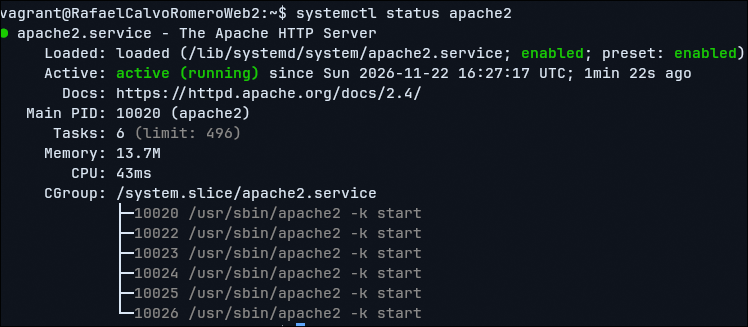 vagrant@RafaelCalvoRomeroWeb2:~$ systemctl status apache2
● apache2.service - The Apache HTTP Server
Loaded: loaded (/lib/systemd/system/apache2.service; enabled; preset: enabled)
Active: active (running) since Sun 2026-11-22 16:27:17 UTC; 1min 22s ago
Docs: https://httpd.apache.org/docs/2.4/
Main PID: 10020 (apache2)
Tasks: 6 (limit: 496)
Memory: 13.7M
CPU: 43ms
CGroup: /system.slice/apache2.service
├─10020 /usr/sbin/apache2 -k start
├─10022 /usr/sbin/apache2 -k start
├─10023 /usr/sbin/apache2 -k start
├─10024 /usr/sbin/apache2 -k start
├─10025 /usr/sbin/apache2 -k start
└─10026 /usr/sbin/apache2 -k start